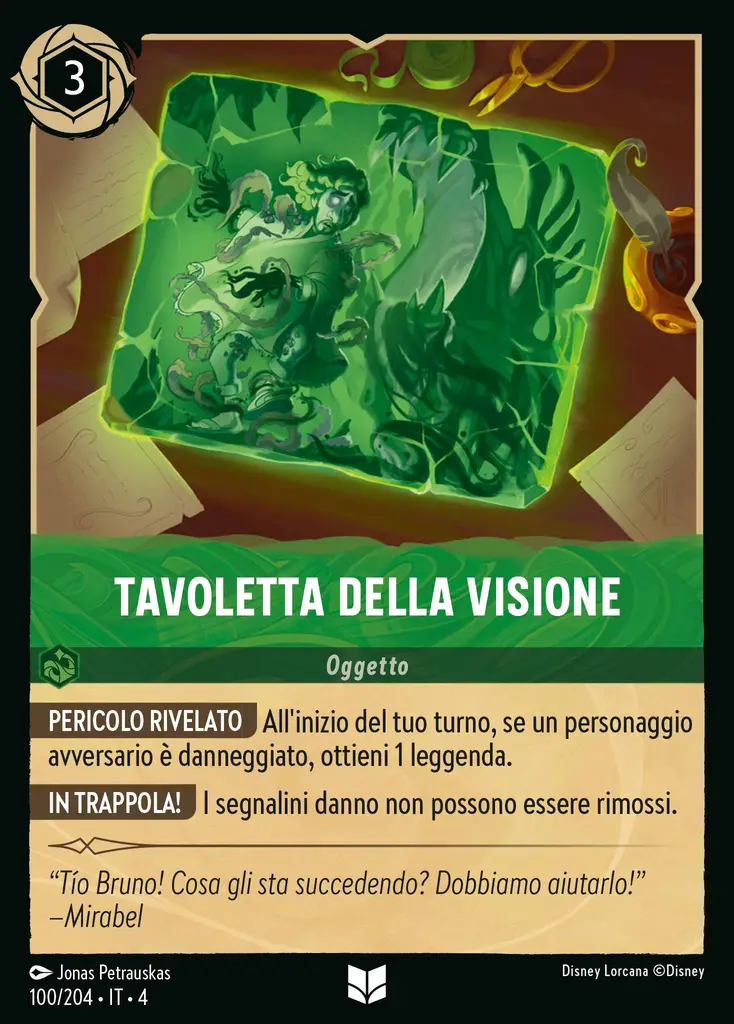 3
TAVOLETTA DELLA VISIONE
Oggetto
PERICOLO RIVELATO All'inizio del tuo turno, se un personaggio
avversario è danneggiato, ottieni 1 leggenda.
IN TRAPPOLA! I segnalini danno non possono essere rimossi.
“Tío Bruno! Cosa gli sta succedendo? Dobbiamo aiutarlo!”
–Mirabel
Jonas Petrauskas
Disney Lorcana ©Disney
100/204 • IT • 4